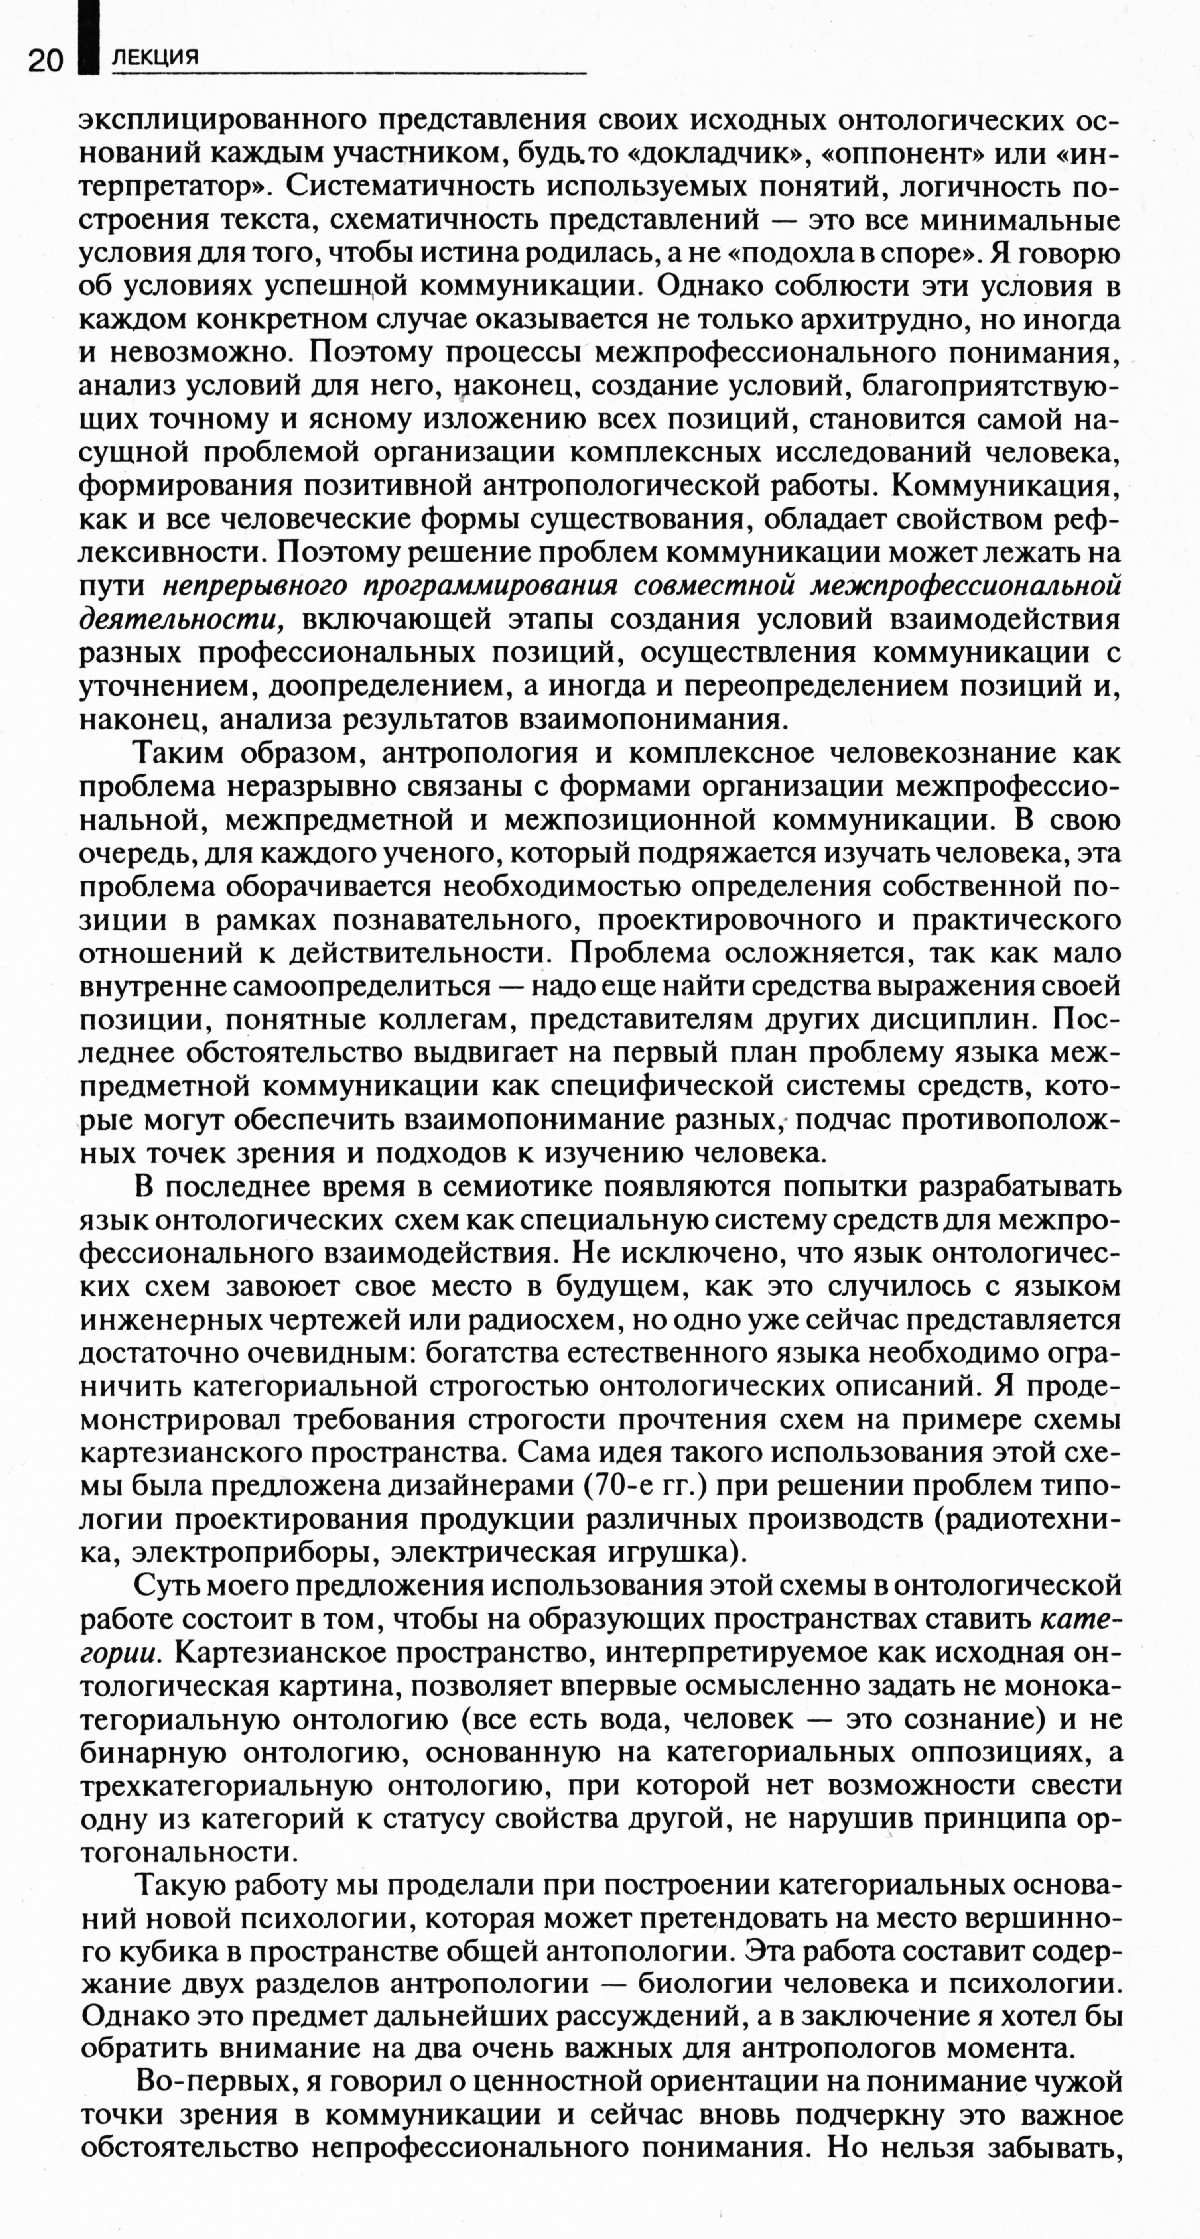 20 ЛЕКЦИЯ
эксплицированного представления своих исходных онтологических ос-
нований каждым участником, будь.то «докладчик», «оппонент» или «ин-
терпретатор». Систематичность используемых понятий, логичность по-
строения текста, схематичность представлений — это все минимальные
условия для того, чтобы истина родилась, а не «подохла в споре». Я говорю
об условиях успешной коммуникации. Однако соблюсти эти условия в
каждом конкретном случае оказывается не только архитрудно, но иногда
и невозможно. Поэтому процессы межпрофессионального понимания,
анализ условий для него, наконец, создание условий, благоприятствую-
щих точному и ясному изложению всех позиций, становится самой на-
сущной проблемой организации комплексных исследований человека,
формирования позитивной антропологической работы. Коммуникация,
как и все человеческие формы существования, обладает свойством реф-
лексивности. Поэтому решение проблем коммуникации может лежать на
пути непрерывного программирования совместной межпрофессиональной
деятельности, включающей этапы создания условий взаимодействия
разных профессиональных позиций, осуществления коммуникации с
уточнением, доопределением, а иногда и переопределением позиций и,
наконец, анализа результатов взаимопонимания.
Таким образом, антропология и комплексное человекознание как
проблема неразрывно связаны с формами организации межпрофессио-
нальной, межпредметной и межпозиционной коммуникации. В свою
очередь, для каждого ученого, который подряжается изучать человека, эта
проблема оборачивается необходимостью определения собственной по-
зиции в рамках познавательного, проектировочного и практического
отношений к действительности. Проблема осложняется, так как мало
внутренне самоопределиться — надо еще найти средства выражения своей
позиции, понятные коллегам, представителям других дисциплин. Пос-
леднее обстоятельство выдвигает на первый план проблему языка меж-
предметной коммуникации как специфической системы средств, кото-
рые могут обеспечить взаимопонимание разных, подчас противополож-
ных точек зрения и подходов к изучению человека.
В последнее время в семиотике появляются попытки разрабатывать
язык онтологических схем как специальную систему средств для межпро-
фессионального взаимодействия. Не исключено, что язык онтологичес-
ких схем завоюет свое место в будущем, как это случилось с языком
инженерных чертежей или радиосхем, но одно уже сейчас представляется
достаточно очевидным: богатства естественного языка необходимо огра-
ничить категориальной строгостью онтологических описаний. Я проде-
монстрировал требования строгости прочтения схем на примере схемы
картезианского пространства. Сама идея такого использования этой схе-
мы была предложена дизайнерами (70-е гг.) при решении проблем типо-
логии проектирования продукции различных производств (радиотехни-
ка, электроприборы, электрическая игрушка).
Суть моего предложения использования этой схемы в онтологической
работе состоит в том, чтобы на образующих пространствах ставить кате-
гории. Картезианское пространство, интерпретируемое как исходная он-
тологическая картина, позволяет впервые осмысленно задать не монока-
тегориальную онтологию (все есть вода, человек — это сознание) и не
бинарную онтологию, основанную на категориальных оппозициях, а
трехкатегориальную онтологию, при которой нет возможности свести
одну из категорий к статусу свойства другой, не нарушив принципа ор-
тогональности.
Такую работу мы проделали при построении категориальных основа-
ний новой психологии, которая может претендовать на место вершинно-
го кубика в пространстве общей антопологии. Эта работа составит содер-
жание двух разделов антропологии — биологии человека и психологии.
Однако это предмет дальнейших рассуждений, а в заключение я хотел бы
обратить внимание на два очень важных для антропологов момента.
Во-первых, я говорил о ценностной ориентации на понимание чужой
точки зрения в коммуникации и сейчас вновь подчеркну это важное
обстоятельство непрофессионального понимания. Но нельзя забывать,